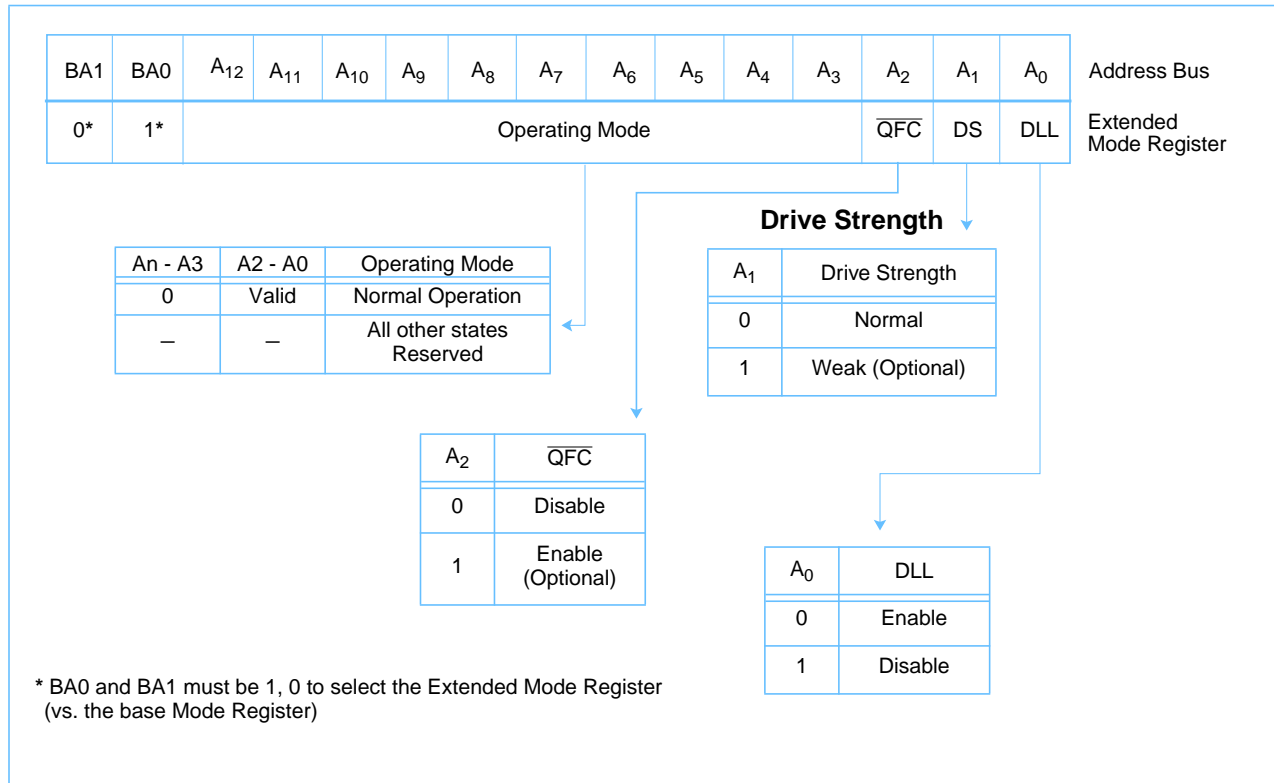 BA1 BA0 A12 A11 A10 A9 A8 A7 A6 A5 A4 A3 A2 A1 A0 Address Bus
0* 1* Operating Mode Q̅F̅C̅ DS DLL Extended
Mode Register
Drive Strength
An - A3 A2 - A0 Operating Mode
0 Valid Normal Operation
– – All other states
Reserved
A1 Drive Strength
0 Normal
1 Weak (Optional)
A2 Q̅F̅C̅
0 Disable
1 Enable
(Optional)
A0 DLL
0 Enable
1 Disable
* BA0 and BA1 must be 1, 0 to select the Extended Mode Register
(vs. the base Mode Register)